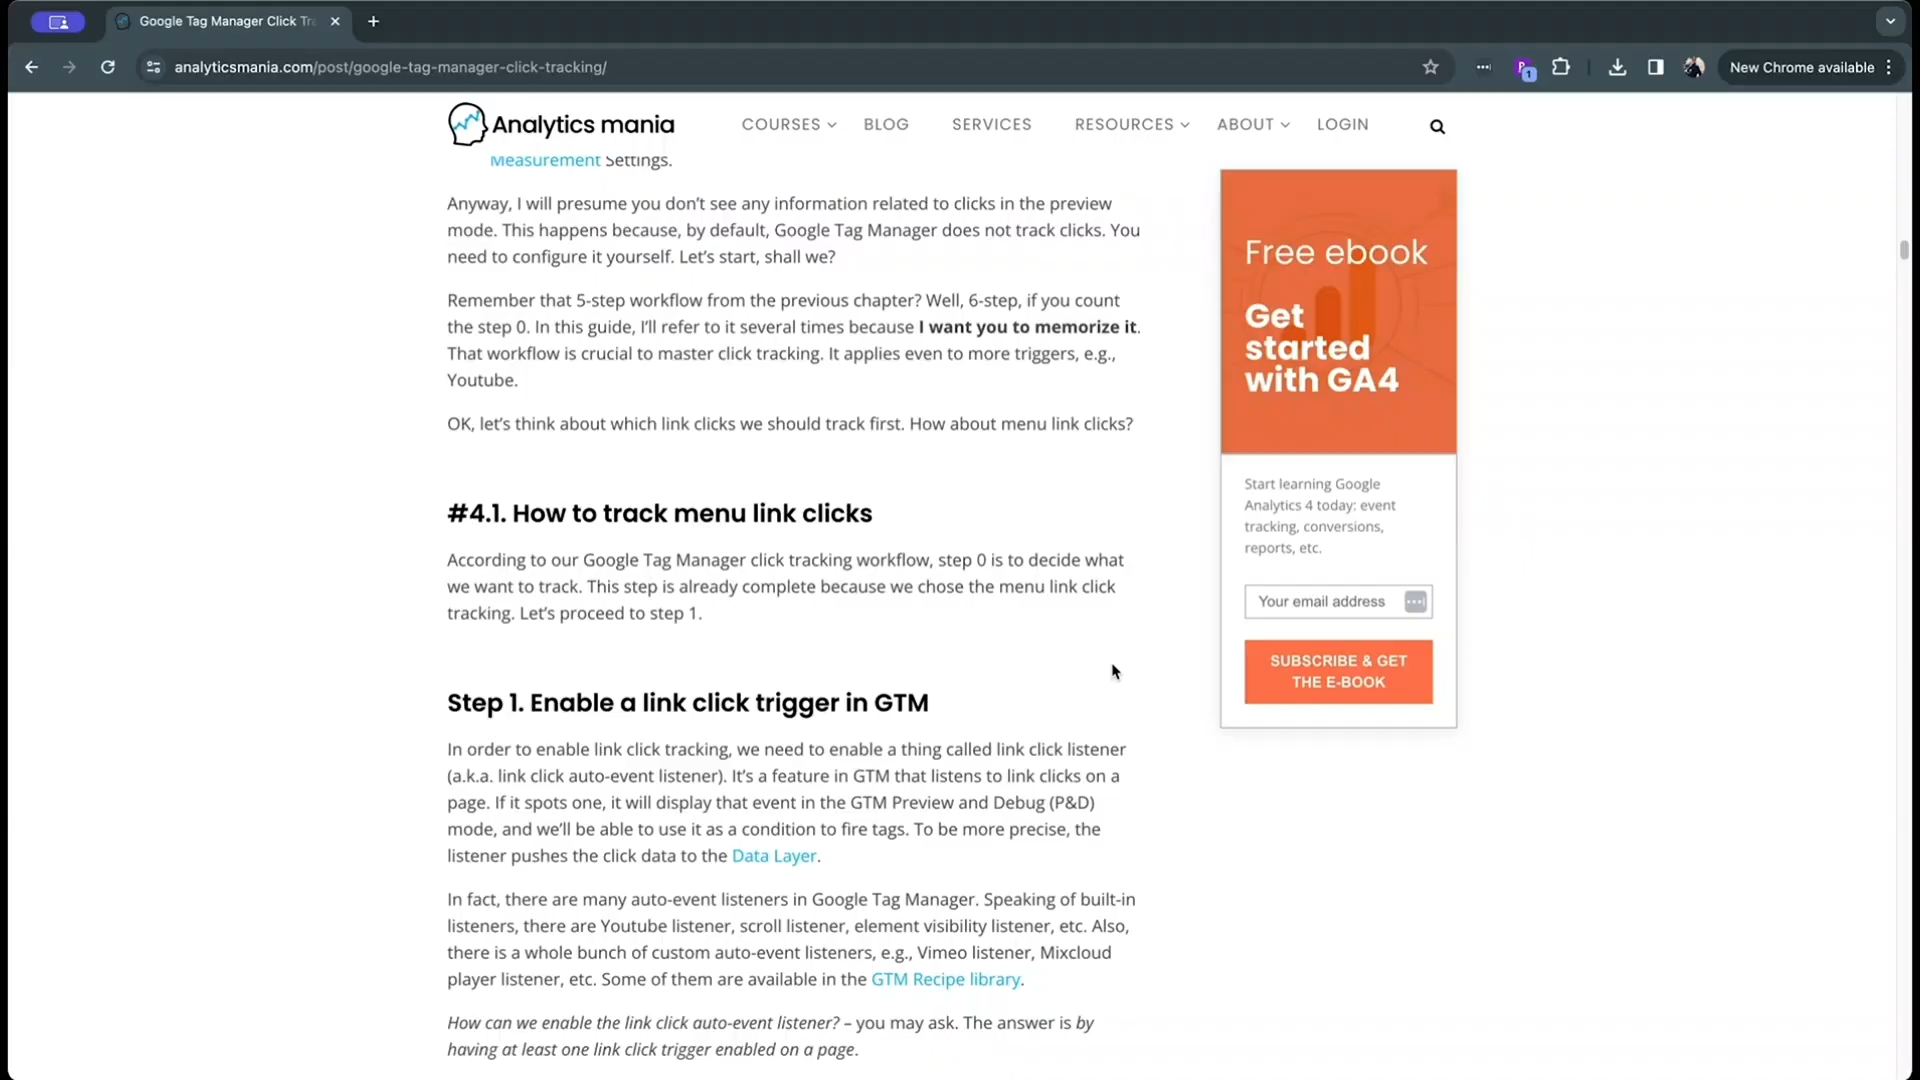 Google Tag Manager Click Tr
analyticsmania.com/post/google-tag-manager-click-tracking/
1
New Chrome available
Analytics mania
COURSES
BLOG
SERVICES
RESOURCES
ABOUT
LOGIN
Measurement Settings.
Anyway, I will presume you don’t see any information related to clicks in the preview
mode. This happens because, by default, Google Tag Manager does not track clicks. You
need to configure it yourself. Let’s start, shall we?
Remember that 5-step workflow from the previous chapter? Well, 6-step, if you count
the step 0. In this guide, I’ll refer to it several times because I want you to memorize it.
That workflow is crucial to master click tracking. It applies even to more triggers, e.g.,
Youtube.
OK, let’s think about which link clicks we should track first. How about menu link clicks?
#4.1. How to track menu link clicks
According to our Google Tag Manager click tracking workflow, step 0 is to decide what
we want to track. This step is already complete because we chose the menu link click
tracking. Let’s proceed to step 1.
Step 1. Enable a link click trigger in GTM
In order to enable link click tracking, we need to enable a thing called link click listener
(a.k.a. link click auto-event listener). It’s a feature in GTM that listens to link clicks on a
page. If it spots one, it will display that event in the GTM Preview and Debug (P&D)
mode, and we’ll be able to use it as a condition to fire tags. To be more precise, the
listener pushes the click data to the Data Layer.
In fact, there are many auto-event listeners in Google Tag Manager. Speaking of built-in
listeners, there are Youtube listener, scroll listener, element visibility listener, etc. Also,
there is a whole bunch of custom auto-event listeners, e.g., Vimeo listener, Mixcloud
player listener, etc. Some of them are available in the GTM Recipe library.
How can we enable the link click auto-event listener? – you may ask. The answer is by
having at least one link click trigger enabled on a page.
Free ebook
Get
started
with GA4
Start learning Google
Analytics 4 today: event
tracking, conversions,
reports, etc.
Your email address
SUBSCRIBE & GET
THE E-BOOK